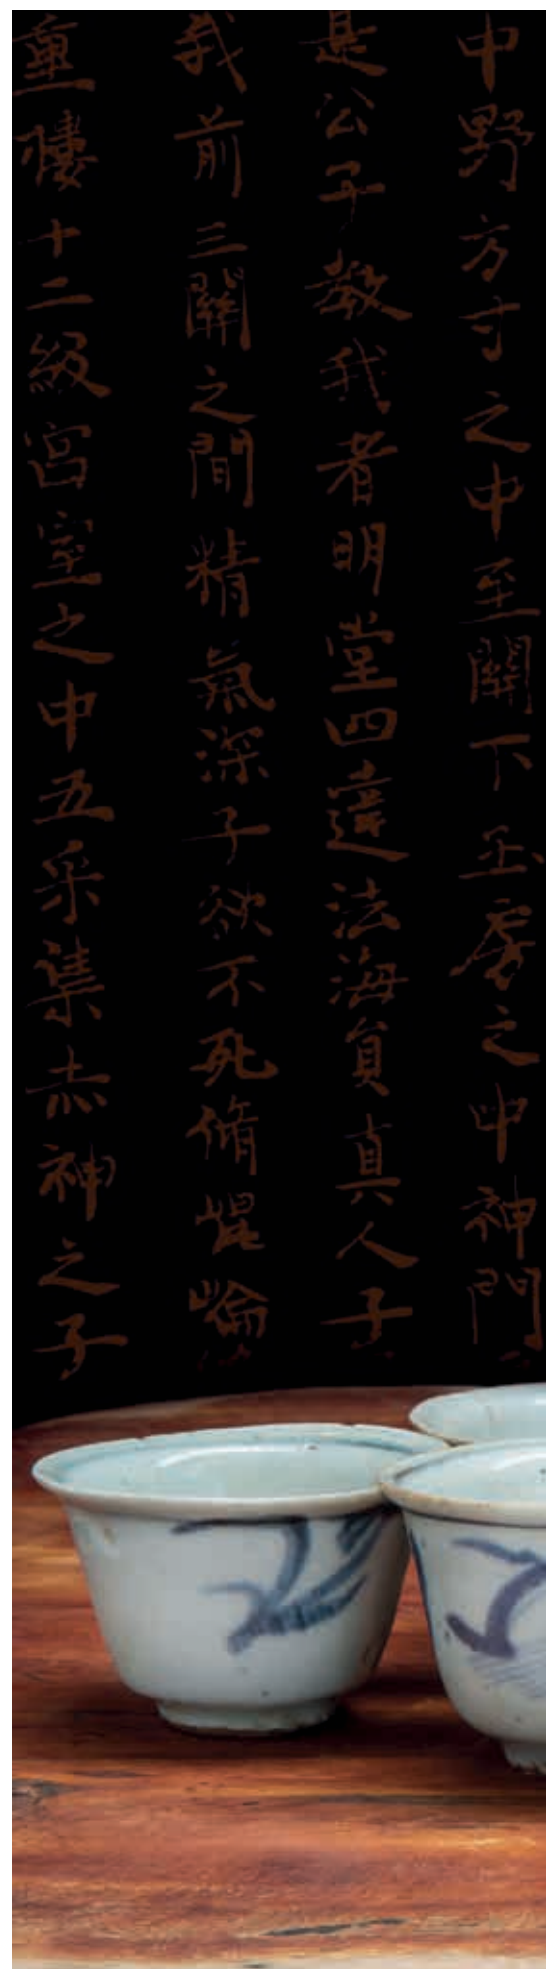 中野方寸之中至關下玉房之中神門
是公子教我者明堂四達法海員真人子
我前三關之間精氣深子欲不死脩崑崙
重樓十二級宮室之中五采集赤神之子